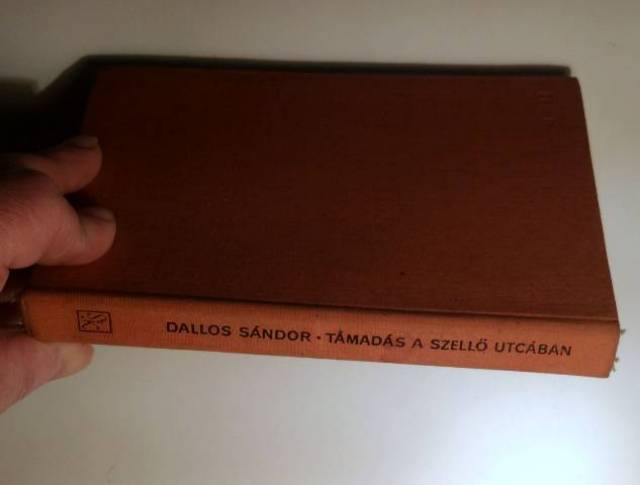 DALLOS SÁNDOR · TÁMADÁS A SZELLŐ UTCÁBAN